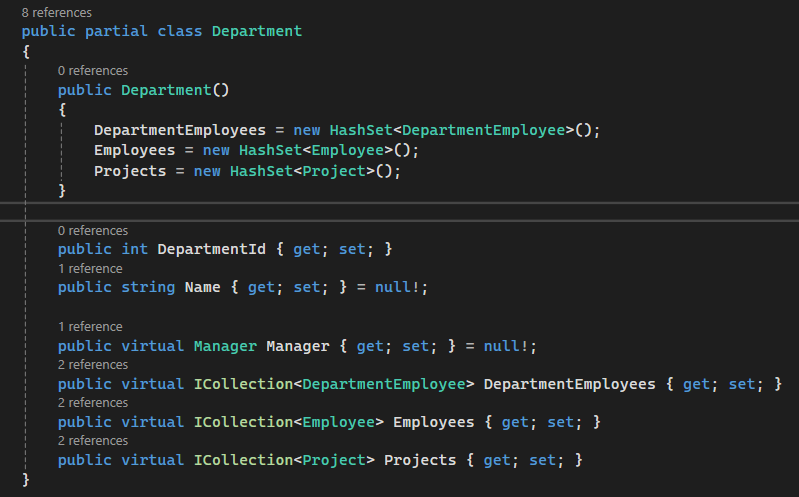 8 references
public partial class Department
{
0 references
public Department()
{
DepartmentEmployees = new HashSet<DepartmentEmployee>();
Employees = new HashSet<Employee>();
Projects = new HashSet<Project>();
}
0 references
public int DepartmentId { get; set; }
1 reference
public string Name { get; set; } = null!;
1 reference
public virtual Manager Manager { get; set; } = null!;
2 references
public virtual ICollection<DepartmentEmployee> DepartmentEmployees { get; set; }
2 references
public virtual ICollection<Employee> Employees { get; set; }
2 references
public virtual ICollection<Project> Projects { get; set; }
}